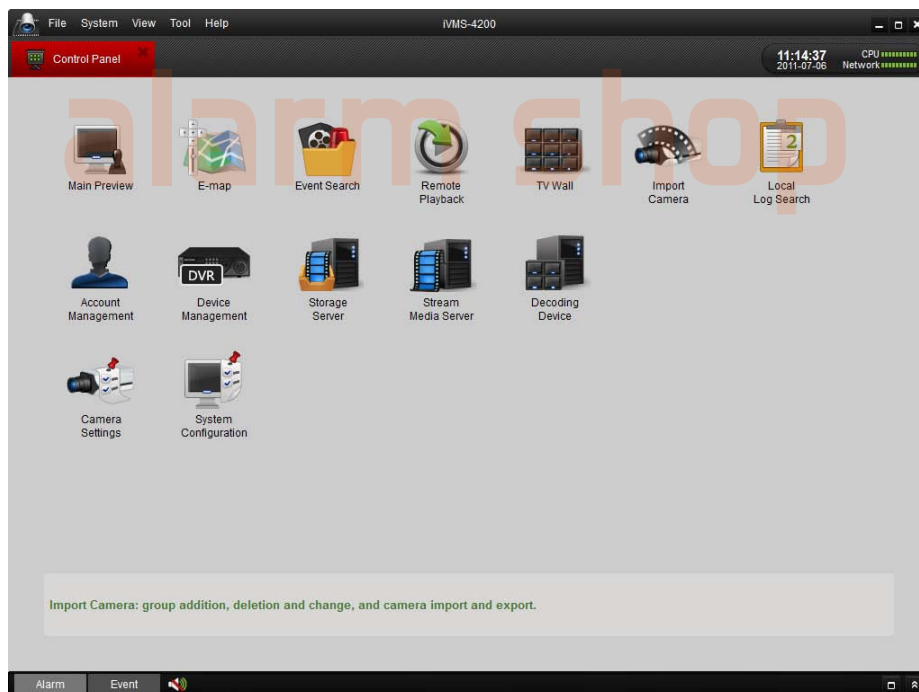 File System View Tool Help iVMS-4200
Control Panel
11:14:37
2011-07-06
CPU
Network
alarm shop
Main Preview
E-map
Event Search
Remote
Playback
TV Wall
Import
Camera
2
Local
Log Search
Account
Management
DVR
Device
Management
Storage
Server
Stream
Media Server
Decoding
Device
Camera
Settings
System
Configuration
Import Camera: group addition, deletion and change, and camera import and export.
Alarm Event